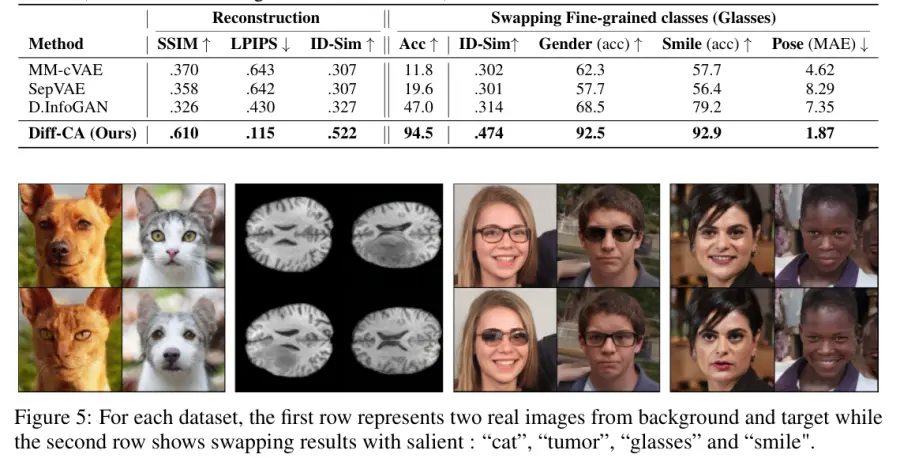 Reconstruction Swapping Fine-grained classes (Glasses)
Method SSIM ↑ LPIPS ↓ ID-Sim ↑ Acc ↑ ID-Sim↑ Gender (acc) ↑ Smile (acc) ↑ Pose (MAE) ↓
MM-cVAE .370 .643 .307 11.8 .302 62.3 57.7 4.62
SepVAE .358 .642 .307 19.6 .301 57.7 56.4 8.29
D.InfoGAN .326 .430 .327 47.0 .314 68.5 79.2 7.35
Diff-CA (Ours) .610 .115 .522 94.5 .474 92.5 92.9 1.87
Figure 5: For each dataset, the first row represents two real images from background and target while
the second row shows swapping results with salient : “cat”, “tumor”, “glasses” and “smile".